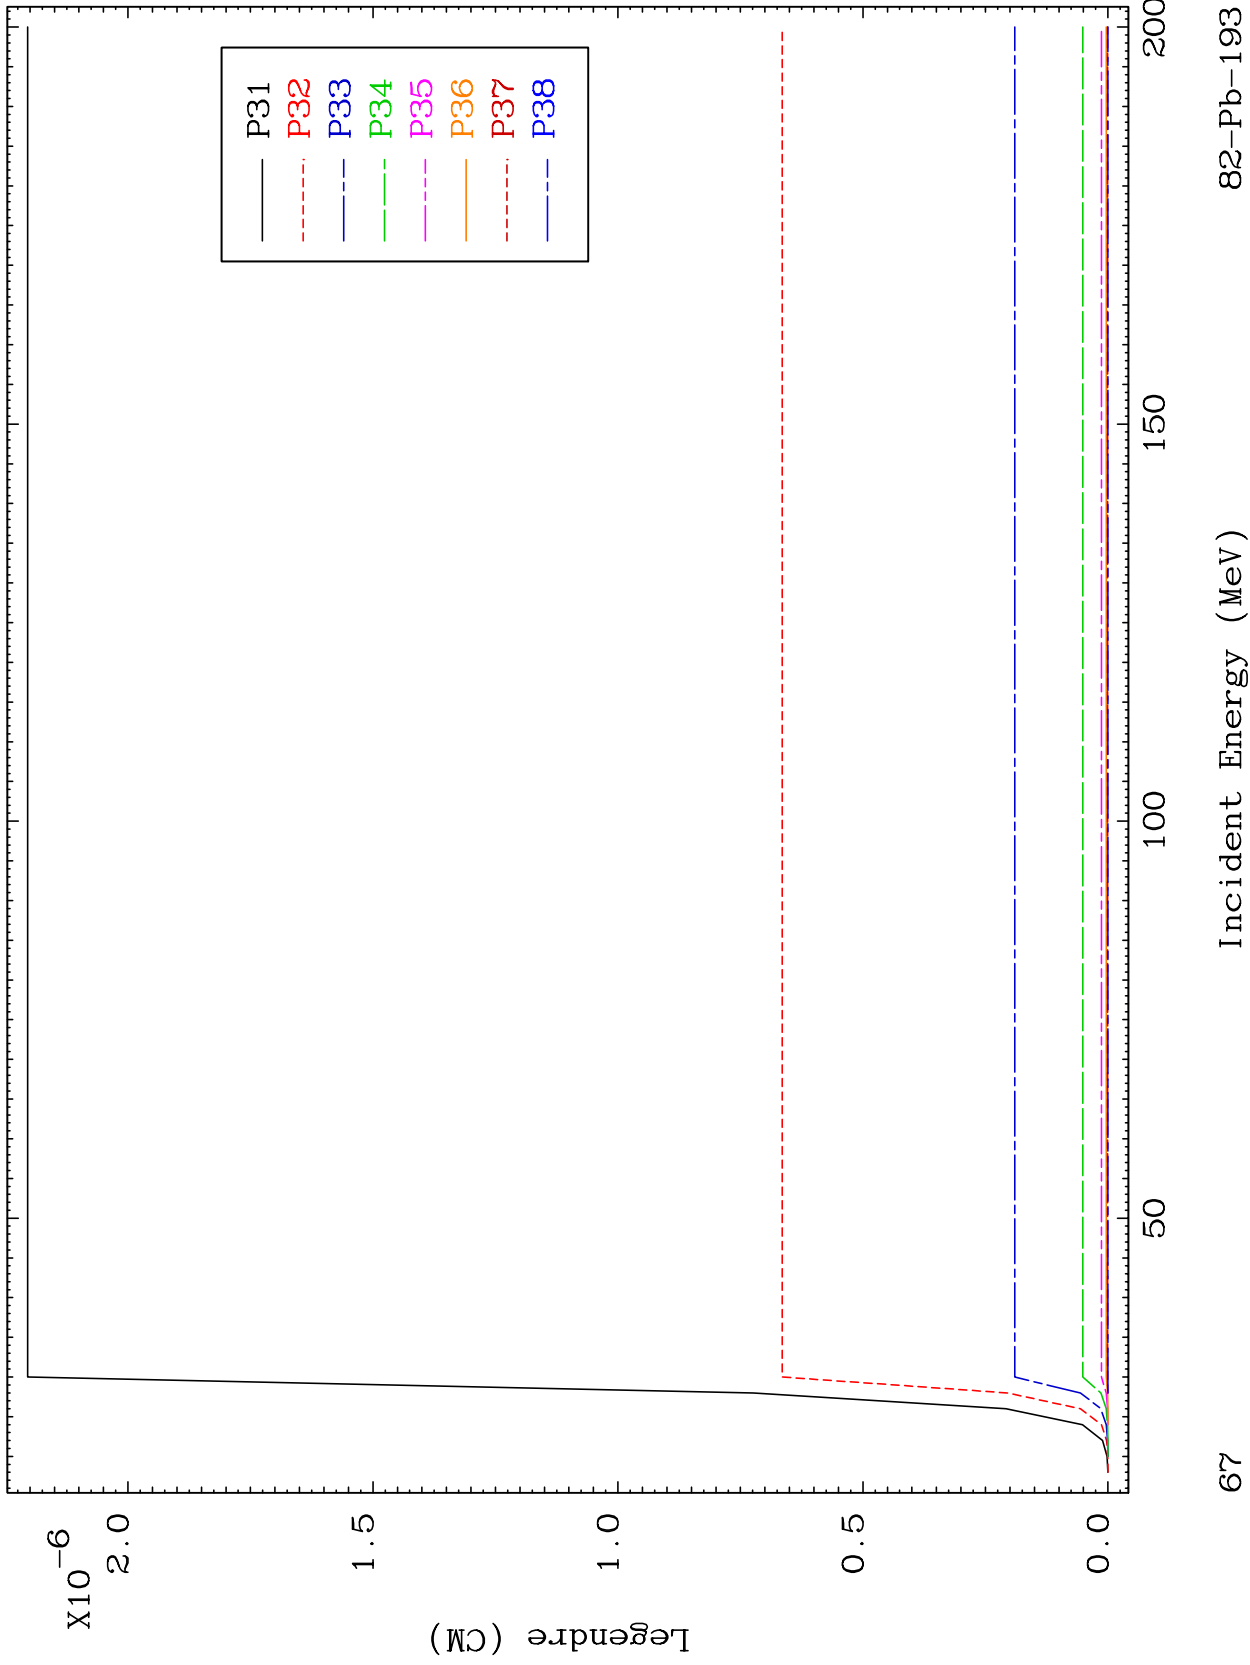 X10-6
2.0
1.5
1.0
0.5
0.0
Legendre (CM)
P31
P32
P33
P34
P35
P36
P37
P38
50
100
150
200
67
Incident Energy (MeV)
82-Pb-193